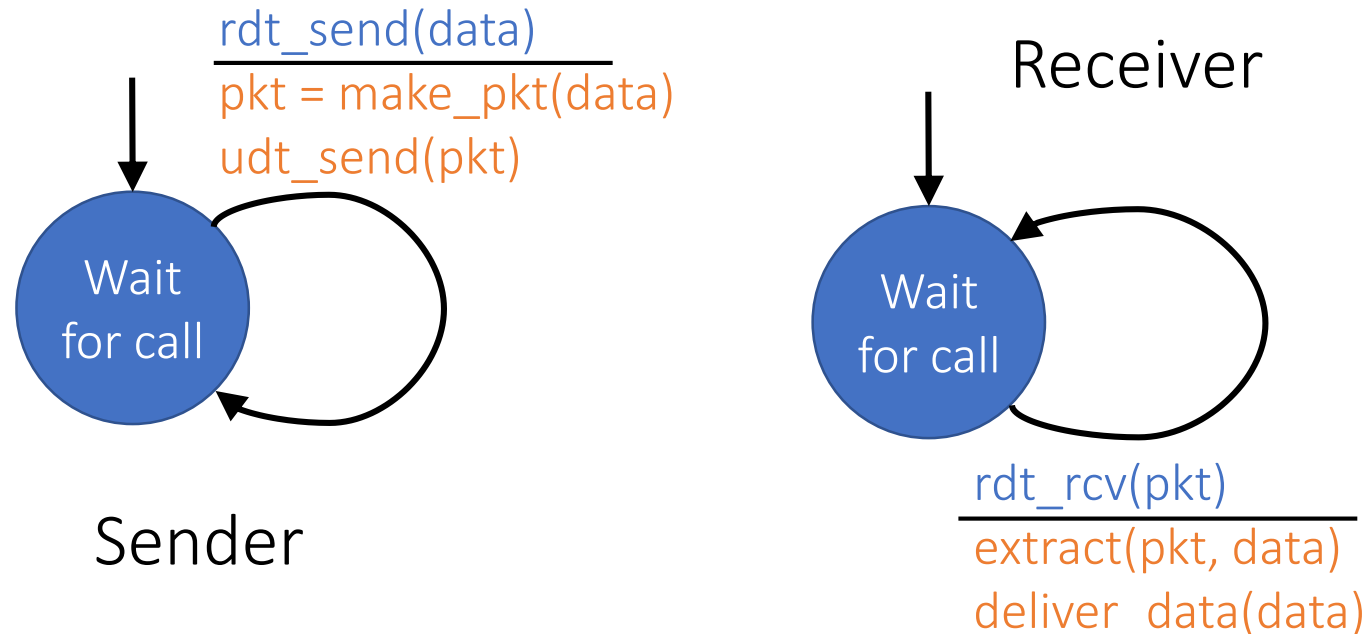 rdt_send(data)
pkt = make_pkt(data)
udt_send(pkt)
Wait
for call
Sender
Receiver
Wait
for call
rdt_rcv(pkt)
extract(pkt, data)
deliver_data(data)